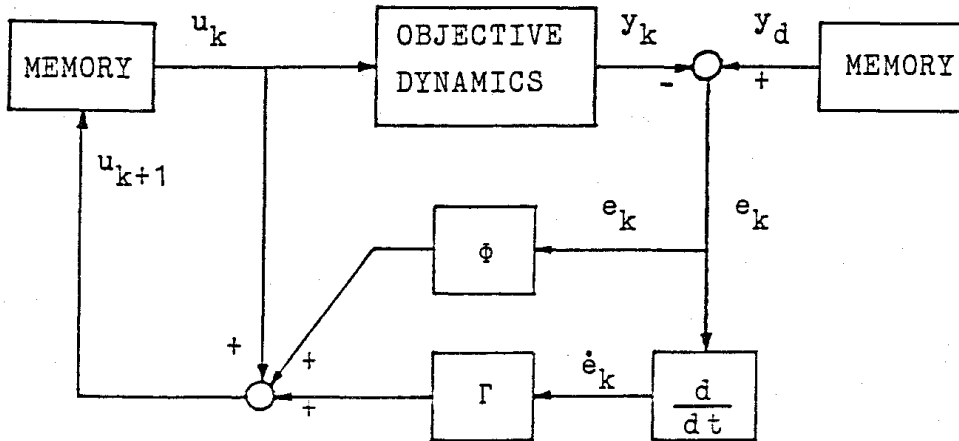 u_k
OBJECTIVE
DYNAMICS
y_k
y_d
MEMORY
MEMORY
-
+
u_{k+1}
e_k
e_k
Φ
+
+
+
Γ
ė_k
d
dt